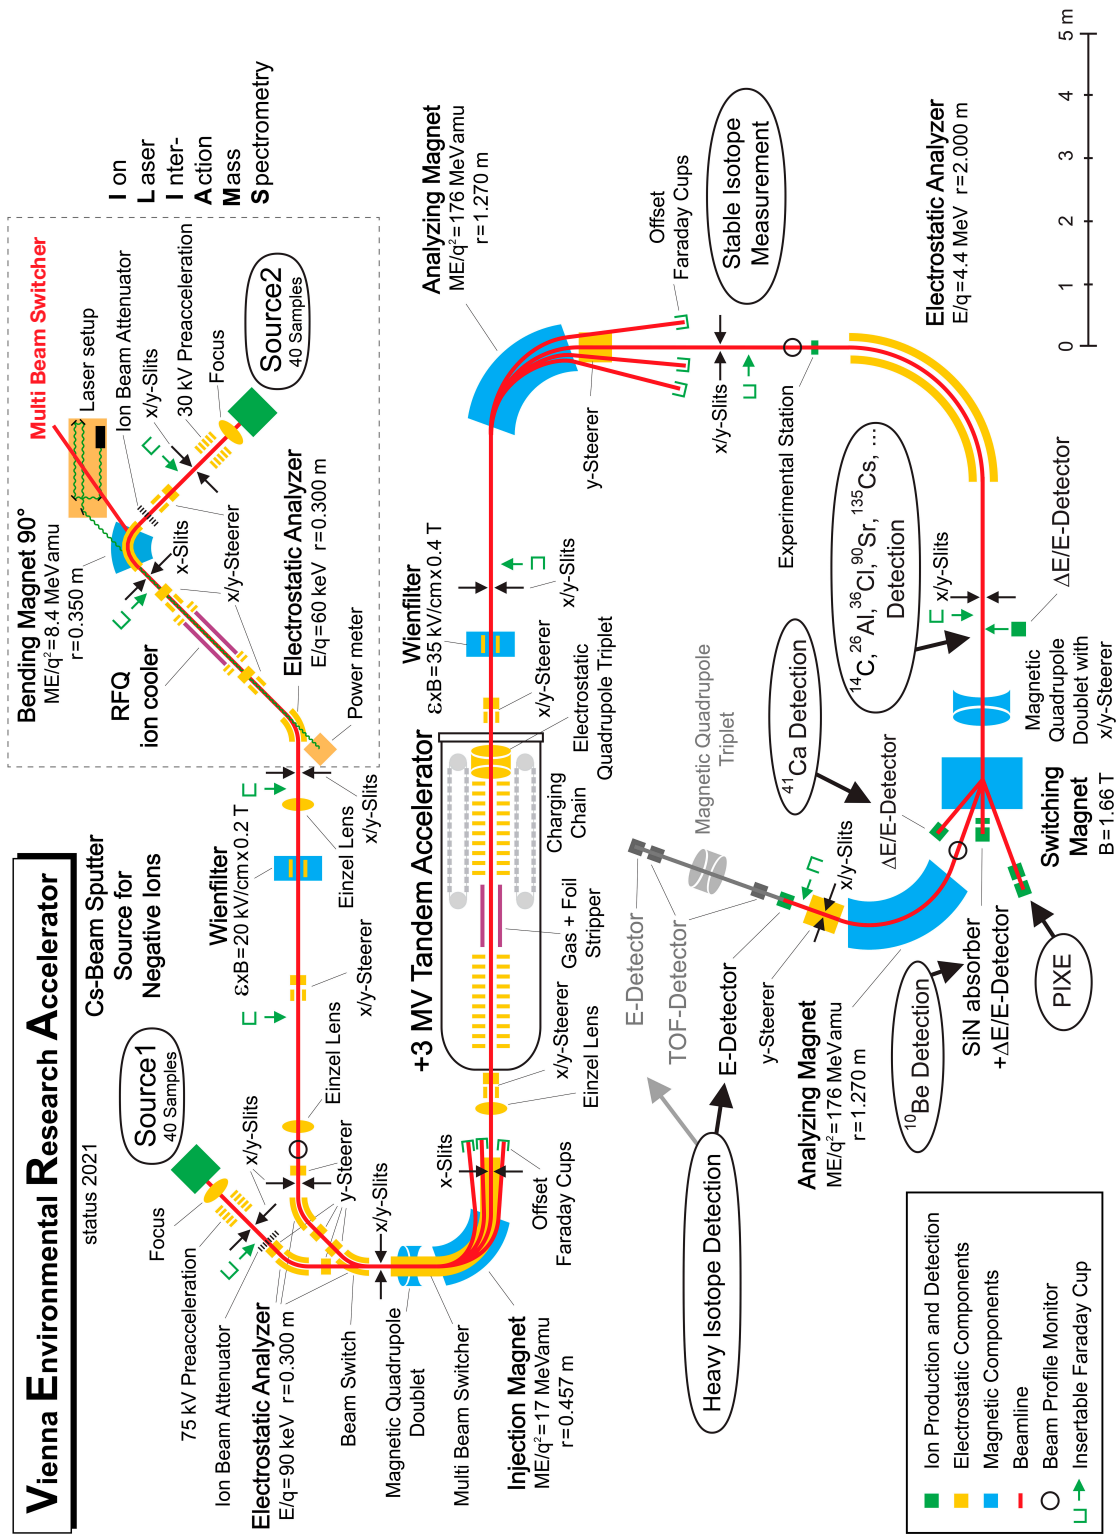 Vienna Environmental Research Accelerator
status 2021
Cs-Beam Sputter
Source for
Negative Ions
Source1
40 Samples
Focus
75 kV Preacceleration
Ion Beam Attenuator
x/y-Slits
Electrostatic Analyzer
E/q=90 keV r=0.300 m
Beam Switch
y-Steerer
x/y-Slits
Magnetic Quadrupole
Doublet
Multi Beam Switcher
Injection Magnet
ME/q²=17 MeVamu
r=0.457 m
x-Slits
Offset
Faraday Cups
Einzel Lens
x/y-Steerer
Wienfilter
εxB=20 kV/cmx0.2 T
Einzel Lens
x/y-Slits
Ion
Laser
Inter-
Action
Mass
Spectrometry
Multi Beam Switcher
Laser setup
Ion Beam Attenuator
x/y-Slits
30 kV Preacceleration
Focus
Source2
40 Samples
Bending Magnet 90°
ME/q²=8.4 MeVamu
r=0.350 m
x-Slits
x/y-Steerer
RFQ
ion cooler
Electrostatic Analyzer
E/q=60 keV r=0.300 m
Power meter
+3 MV Tandem Accelerator
x/y-Steerer
Einzel Lens
Gas + Foil
Stripper
Charging
Chain
Electrostatic
Quadrupole Triplet
x/y-Steerer
Wienfilter
εxB=35 kV/cmx0.4 T
x/y-Slits
Analyzing Magnet
ME/q²=176 MeVamu
r=1.270 m
y-Steerer
Offset
Faraday Cups
Stable Isotope
Measurement
x/y-Slits
Experimental Station
Electrostatic Analyzer
E/q=4.4 MeV r=2.000 m
¹⁴C, ²⁶Al, ³⁶Cl, ⁹⁰Sr, ¹³⁵Cs, ...
Detection
x/y-Slits
ΔE/E-Detector
Magnetic
Quadrupole
Doublet with
x/y-Steerer
Switching
Magnet
B=1.66 T
⁴¹Ca Detection
ΔE/E-Detector
Magnetic Quadrupole
Triplet
x/y-Slits
E-Detector
TOF-Detector
E-Detector
y-Steerer
Heavy Isotope Detection
Analyzing Magnet
ME/q²=176 MeVamu
r=1.270 m
¹⁰Be Detection
SiN absorber
+ΔE/E-Detector
PIXE
Ion Production and Detection
Electrostatic Components
Magnetic Components
Beamline
Beam Profile Monitor
Insertable Faraday Cup
0 1 2 3 4 5 m